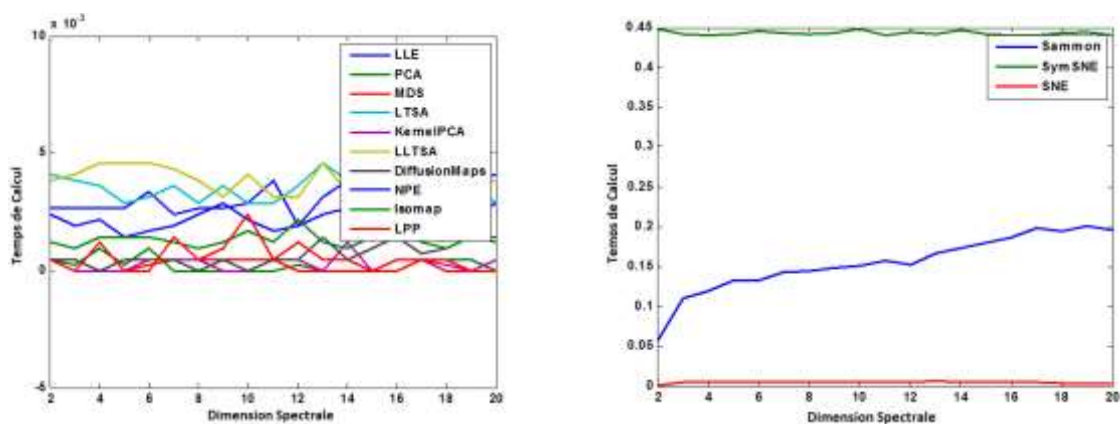 x 10⁻³
10
5
0
-5
2 4 6 8 10 12 14 16 18 20
Temps de Calcul
Dimension Spectrale
LLE
PCA
MDS
LTSA
KernelPCA
LLTSA
DiffusionMaps
NPE
Isomap
LPP
0.45
0.4
0.35
0.3
0.25
0.2
0.15
0.1
0.05
0
2 4 6 8 10 12 14 16 18 20
Temps de Calcul
Dimension Spectrale
Sammon
SymSNE
SNE